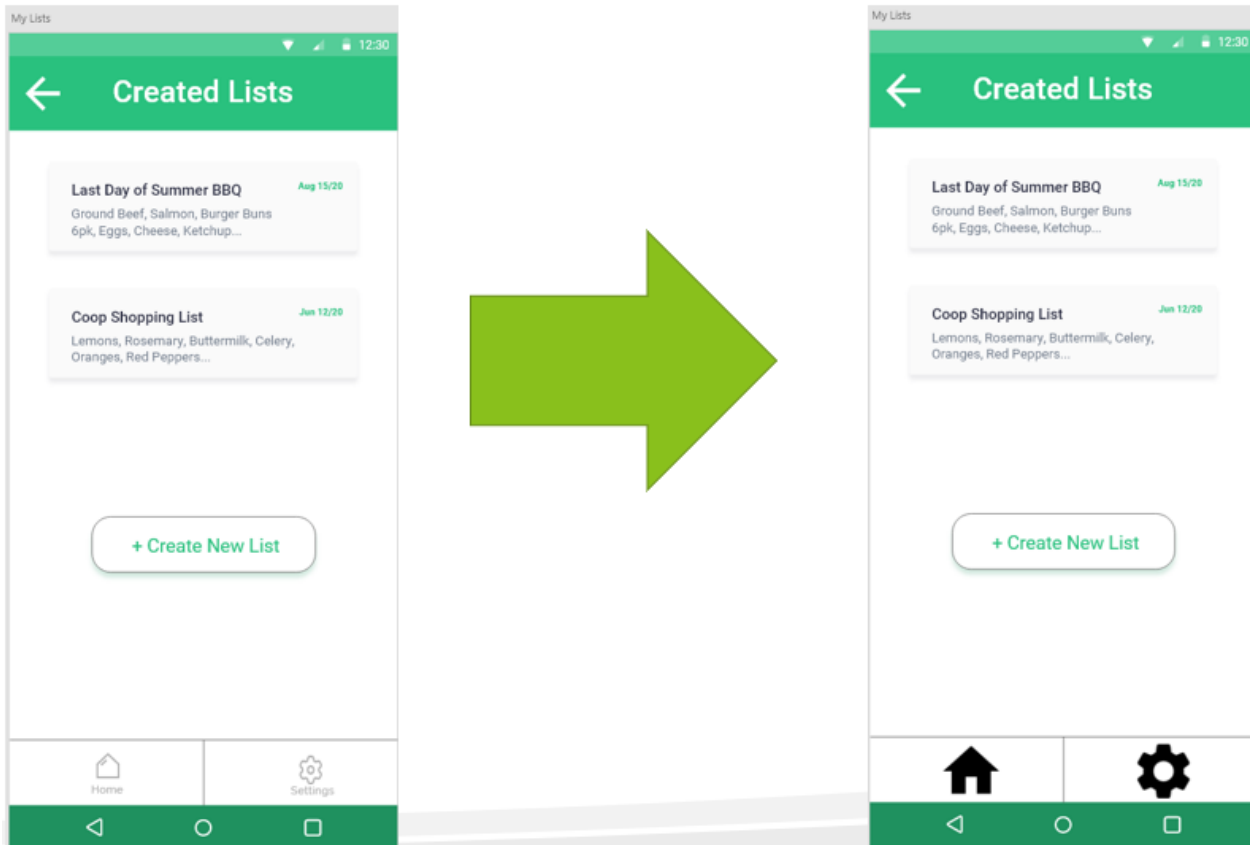 My Lists
12:30
Created Lists
Last Day of Summer BBQ
Aug 15/20
Ground Beef, Salmon, Burger Buns
6pk, Eggs, Cheese, Ketchup...
Coop Shopping List
Jun 12/20
Lemons, Rosemary, Buttermilk, Celery,
Oranges, Red Peppers...
+ Create New List
Home
Settings
My Lists
12:30
Created Lists
Last Day of Summer BBQ
Aug 15/20
Ground Beef, Salmon, Burger Buns
6pk, Eggs, Cheese, Ketchup...
Coop Shopping List
Jun 12/20
Lemons, Rosemary, Buttermilk, Celery,
Oranges, Red Peppers...
+ Create New List